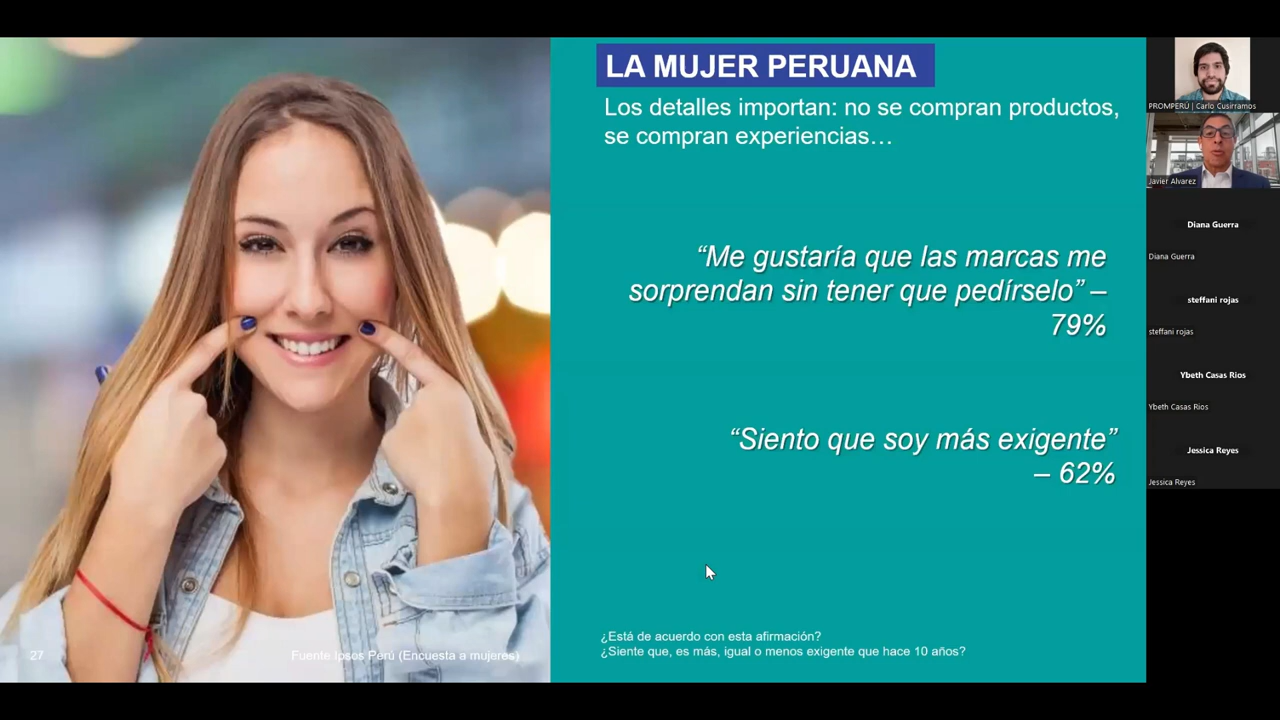 LA MUJER PERUANA
Los detalles importan: no se compran productos,
se compran experiencias…
“Me gustaría que las marcas me
sorprendan sin tener que pedírselo” –
79%
“Siento que soy más exigente”
– 62%
¿Está de acuerdo con esta afirmación?
¿Siente que, es más, igual o menos exigente que hace 10 años?
27
Fuente Ipsos Perú (Encuesta a mujeres)
PROMPERÚ | Carlo Cusirramos
Javier Alvarez
Diana Guerra
Diana Guerra
steffani rojas
steffani rojas
Ybeth Casas Rios
Ybeth Casas Rios
Jessica Reyes
Jessica Reyes